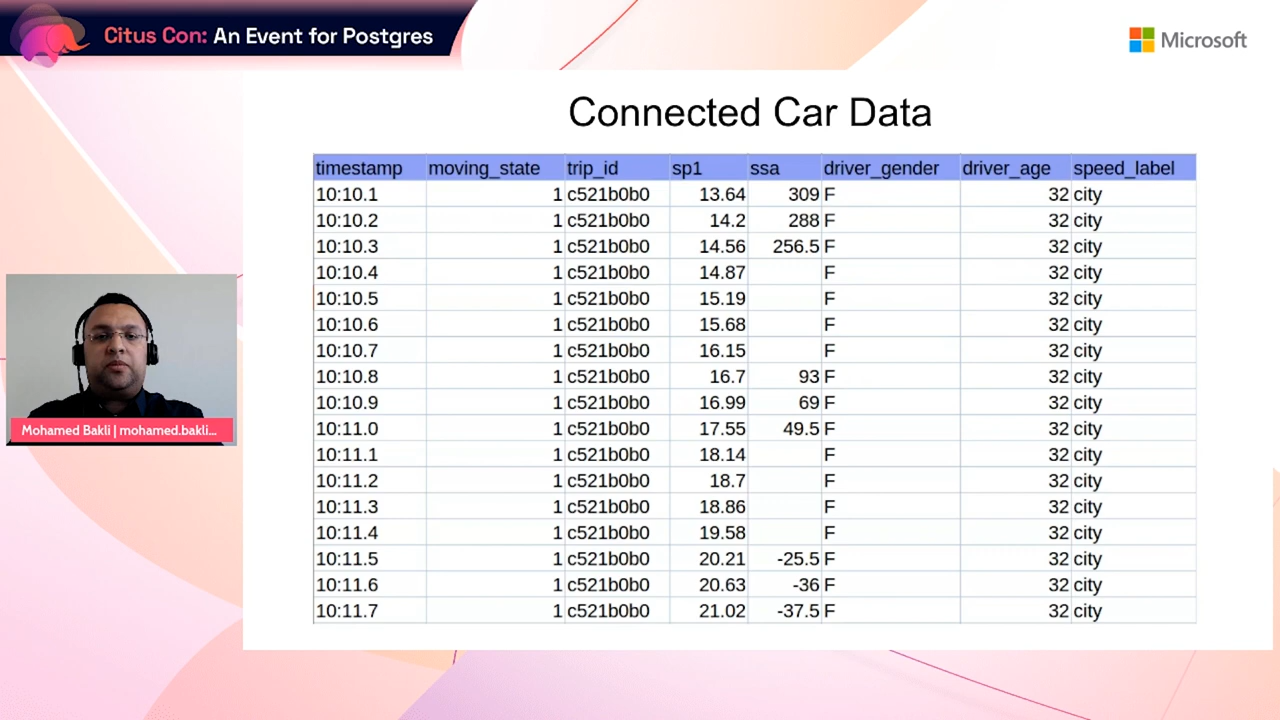 Citus Con: An Event for Postgres
Microsoft
Connected Car Data
timestamp moving_state trip_id sp1 ssa driver_gender driver_age speed_label
10:10.1 1 c521b0b0 13.64 309 F 32 city
10:10.2 1 c521b0b0 14.2 288 F 32 city
10:10.3 1 c521b0b0 14.56 256.5 F 32 city
10:10.4 1 c521b0b0 14.87 F 32 city
10:10.5 1 c521b0b0 15.19 F 32 city
10:10.6 1 c521b0b0 15.68 F 32 city
10:10.7 1 c521b0b0 16.15 F 32 city
10:10.8 1 c521b0b0 16.7 93 F 32 city
10:10.9 1 c521b0b0 16.99 69 F 32 city
10:11.0 1 c521b0b0 17.55 49.5 F 32 city
10:11.1 1 c521b0b0 18.14 F 32 city
10:11.2 1 c521b0b0 18.7 F 32 city
10:11.3 1 c521b0b0 18.86 F 32 city
10:11.4 1 c521b0b0 19.58 F 32 city
10:11.5 1 c521b0b0 20.21 -25.5 F 32 city
10:11.6 1 c521b0b0 20.63 -36 F 32 city
10:11.7 1 c521b0b0 21.02 -37.5 F 32 city
Mohamed Bakli | mohamed.bakli...